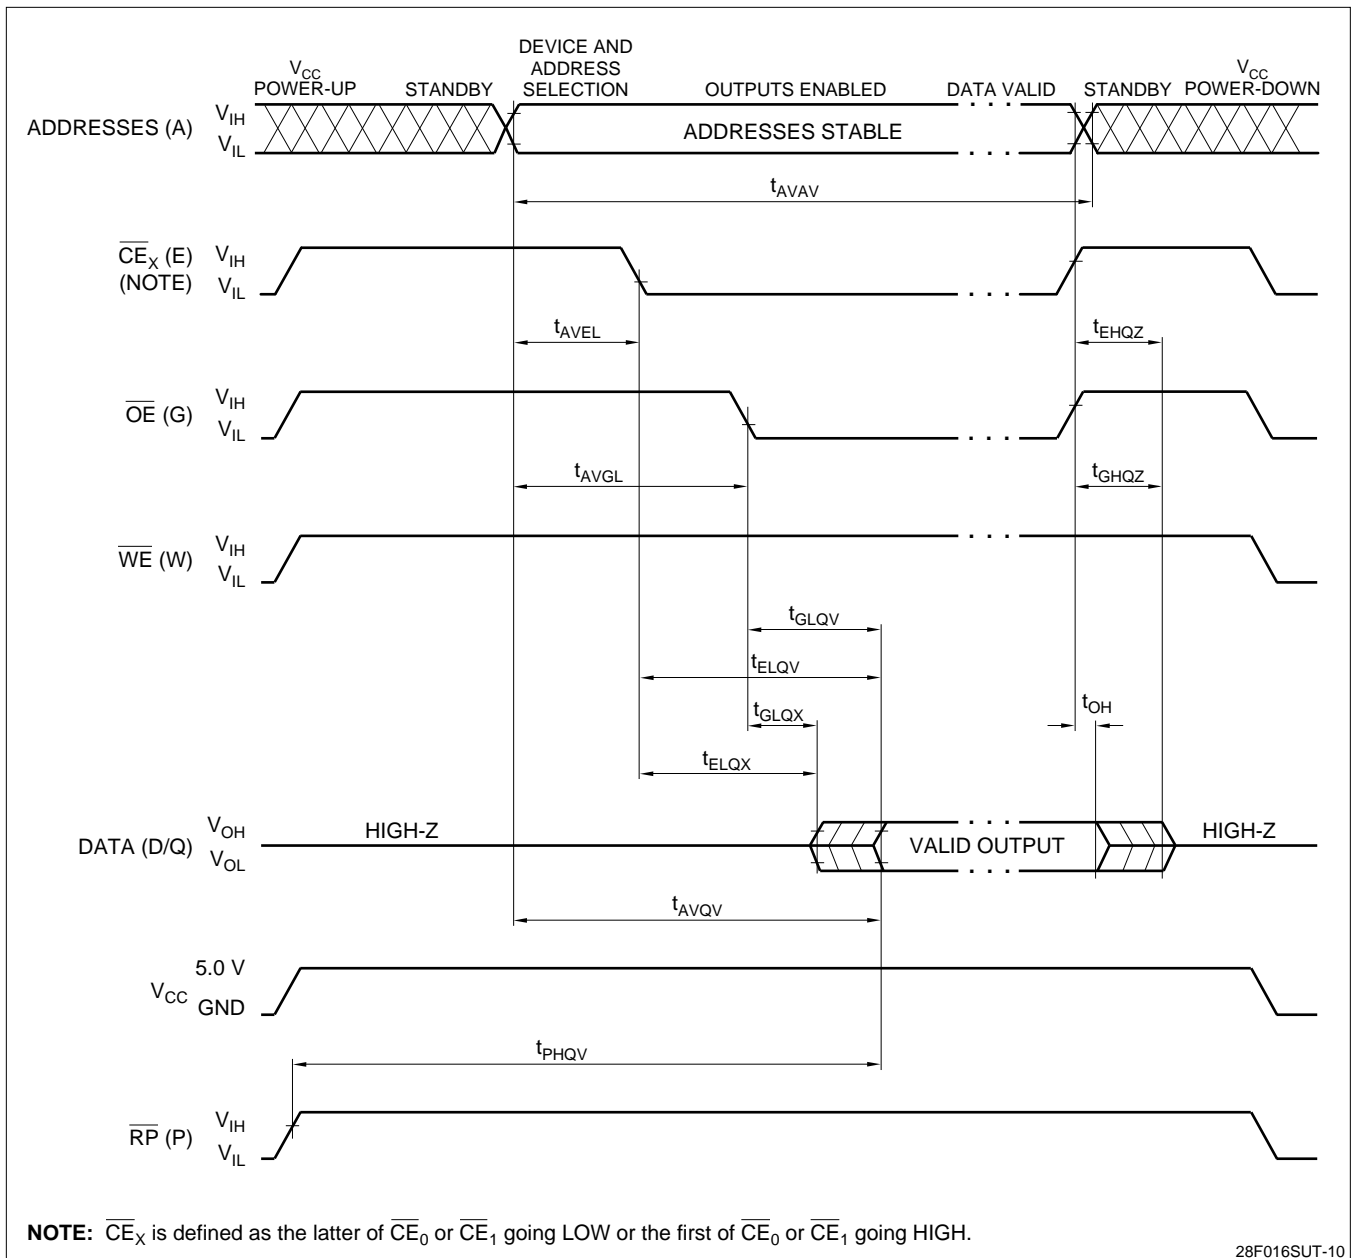 DEVICE AND
ADDRESS
SELECTION
VCC
POWER-UP
STANDBY
OUTPUTS ENABLED
DATA VALID
STANDBY
VCC
POWER-DOWN
ADDRESSES (A)
VIH
VIL
ADDRESSES STABLE
tAVAV
CEX (E)
(NOTE)
VIH
VIL
tAVEL
tEHQZ
OE (G)
VIH
VIL
tAVGL
tGHQZ
WE (W)
VIH
VIL
tGLQV
tELQV
tGLQX
tOH
tELQX
DATA (D/Q)
VOH
VOL
HIGH-Z
VALID OUTPUT
HIGH-Z
tAVQV
VCC
5.0 V
GND
tPHQV
RP (P)
VIH
VIL
NOTE: CEX is defined as the latter of CE0 or CE1 going LOW or the first of CE0 or CE1 going HIGH.
28F016SUT-10